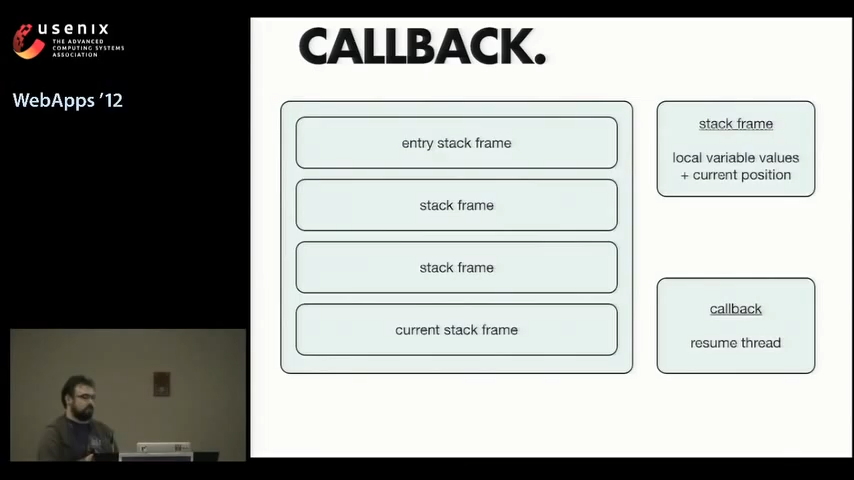 usenix
THE ADVANCED
COMPUTING SYSTEMS
ASSOCIATION
WebApps '12
CALLBACK.
entry stack frame
stack frame
stack frame
current stack frame
stack frame
local variable values
+ current position
callback
resume thread